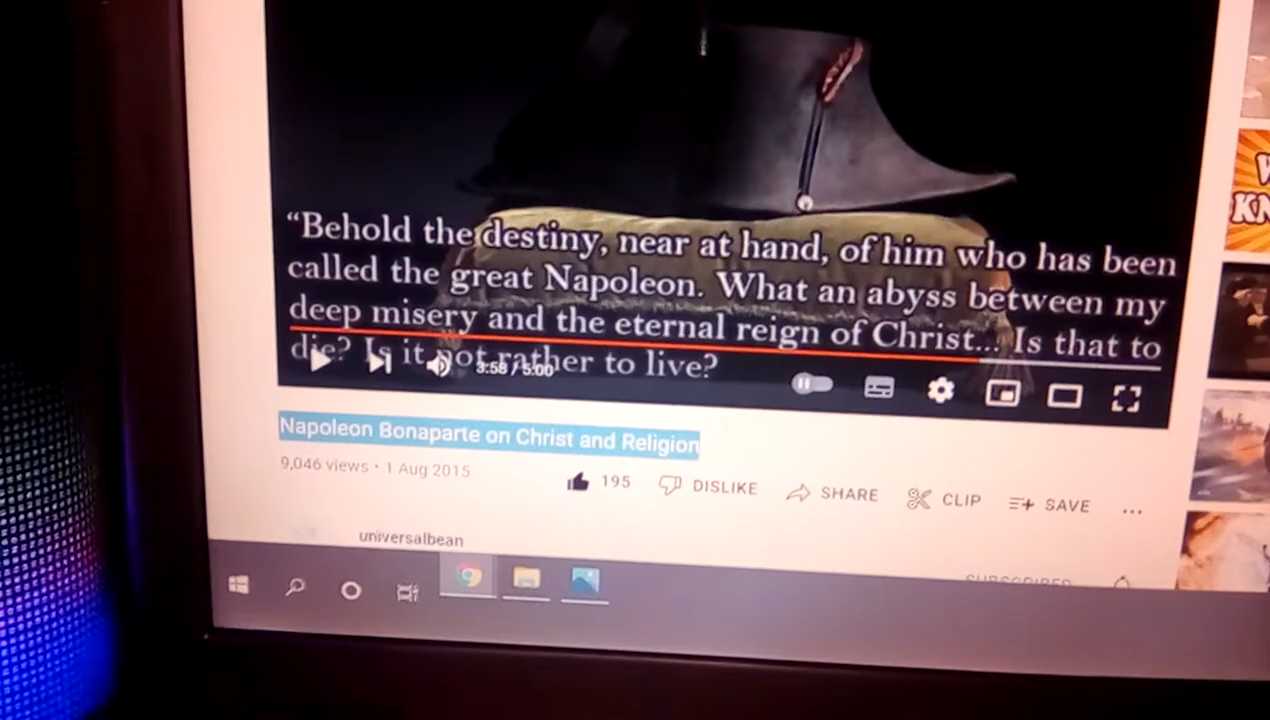 “Behold the destiny, near at hand, of him who has been
called the great Napoleon. What an abyss between my
deep misery and the eternal reign of Christ... Is that to
die? Is it not rather to live?
3:58 / 5:00
Napoleon Bonaparte on Christ and Religion
9,046 views • 1 Aug 2015
195 DISLIKE SHARE CLIP SAVE ...
universalbean
SUBSCRIBED
KN